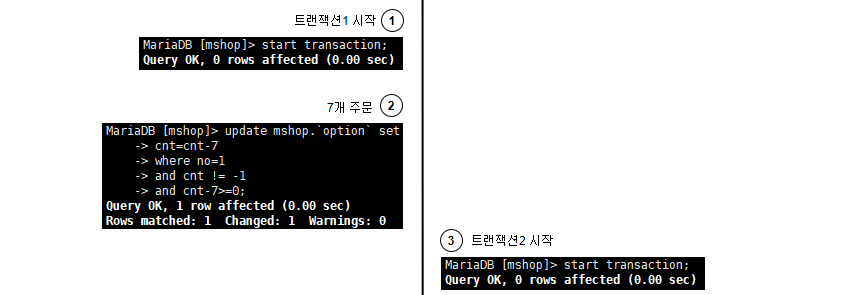 트랜잭션1 시작 1
MariaDB [mshop]> start transaction;
Query OK, 0 rows affected (0.00 sec)
7개 주문 2
MariaDB [mshop]> update mshop.`option` set
-> cnt=cnt-7
-> where no=1
-> and cnt != -1
-> and cnt-7>=0;
Query OK, 1 row affected (0.00 sec)
Rows matched: 1  Changed: 1  Warnings: 0
3 트랜잭션2 시작
MariaDB [mshop]> start transaction;
Query OK, 0 rows affected (0.00 sec)